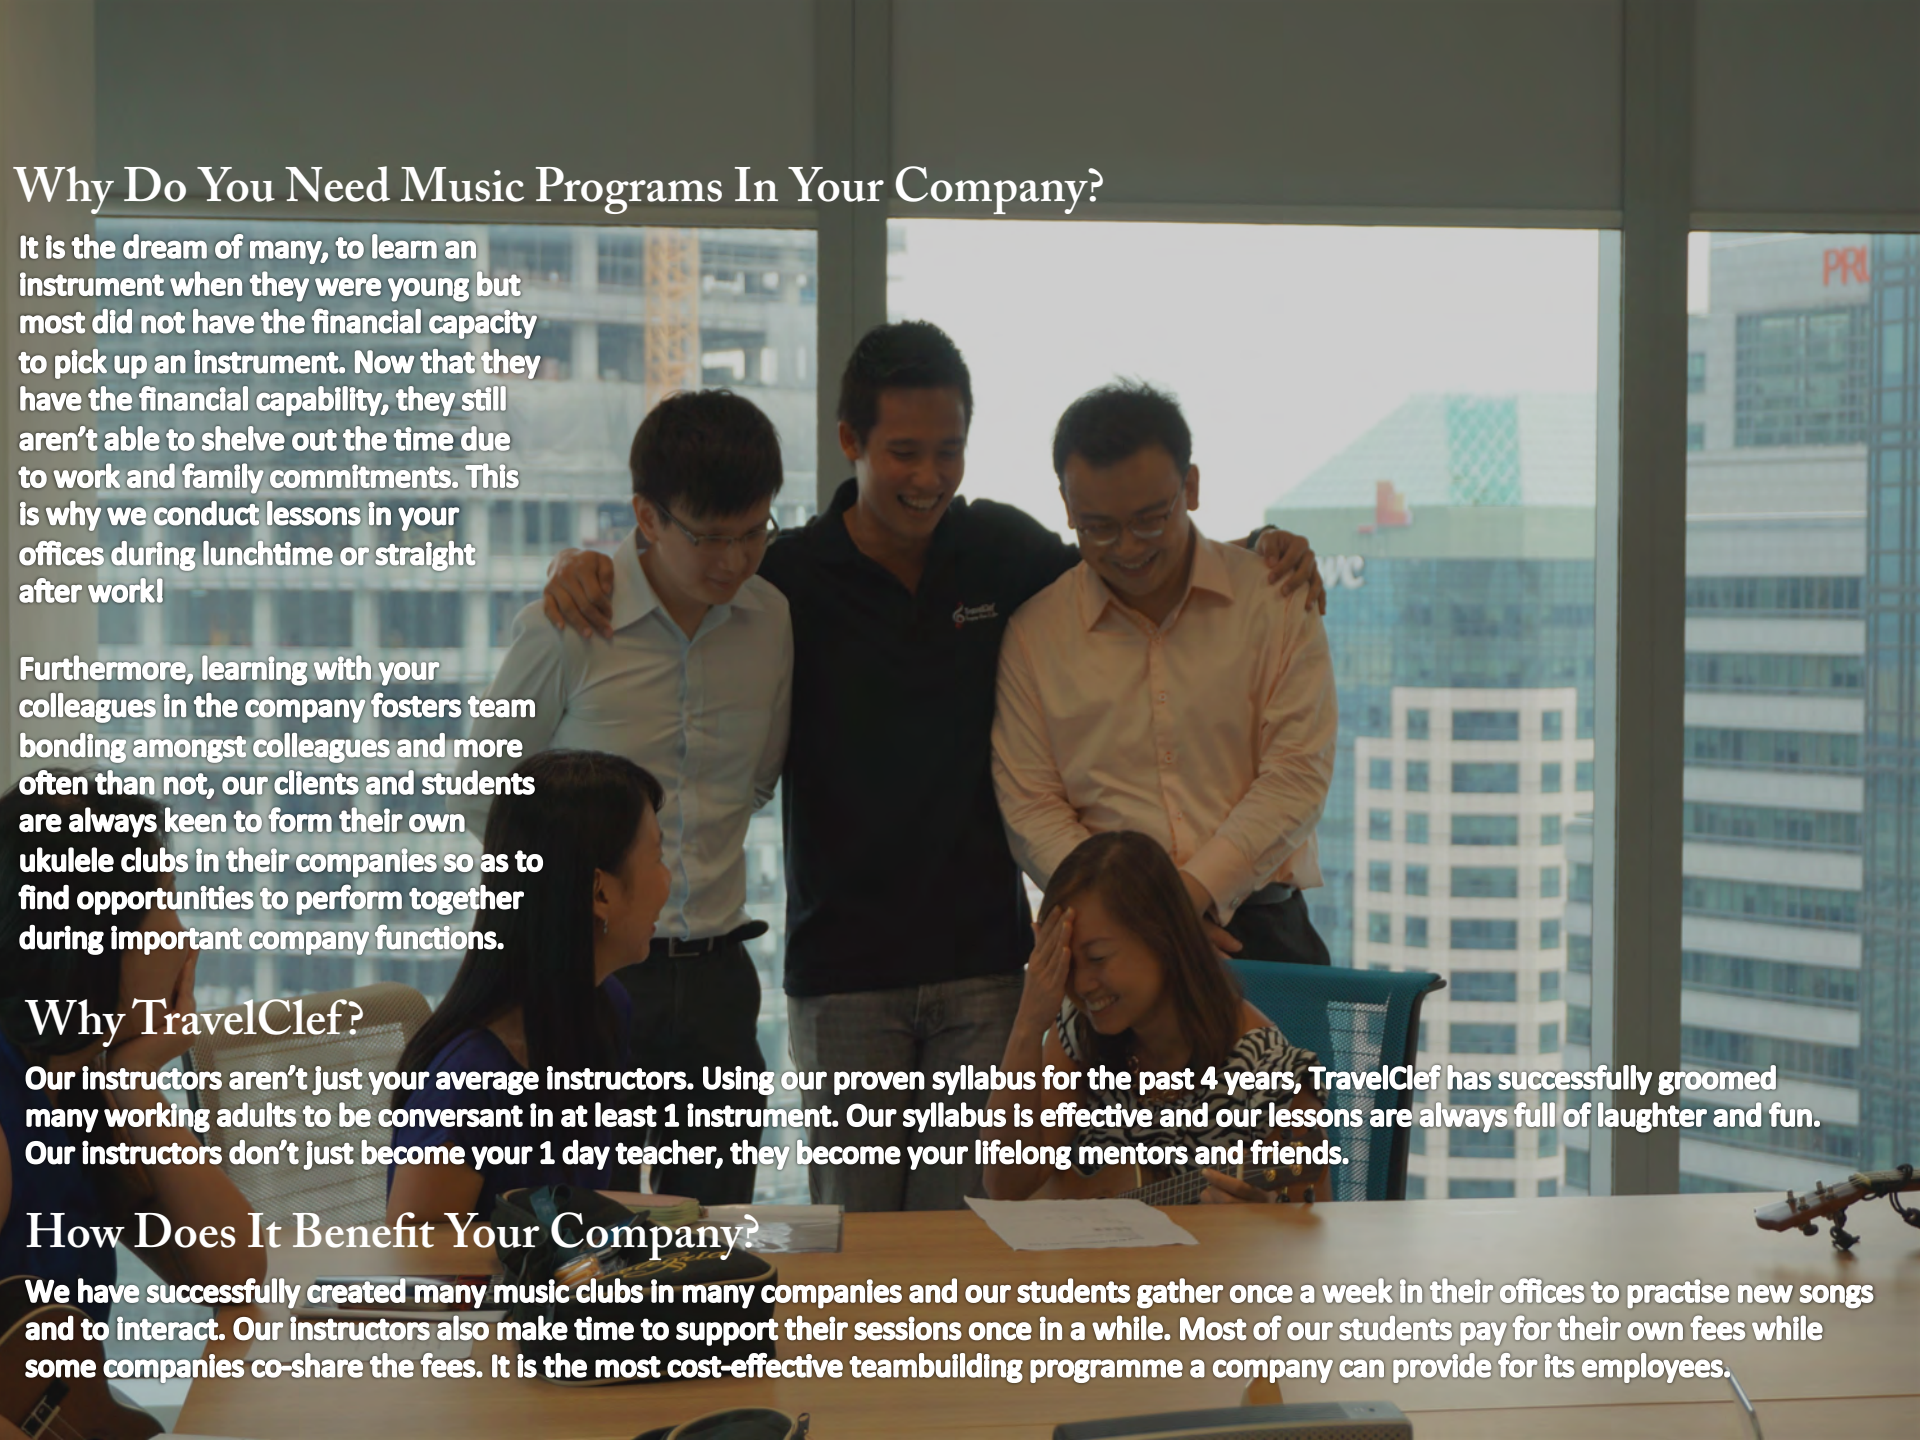 Why Do You Need Music Programs In Your Company?
It is the dream of many, to learn an
instrument when they were young but
most did not have the financial capacity
to pick up an instrument. Now that they
have the financial capability, they still
aren’t able to shelve out the time due
to work and family commitments. This
is why we conduct lessons in your
offices during lunchtime or straight
after work!
Furthermore, learning with your
colleagues in the company fosters team
bonding amongst colleagues and more
often than not, our clients and students
are always keen to form their own
ukulele clubs in their companies so as to
find opportunities to perform together
during important company functions.
Why TravelClef?
Our instructors aren’t just your average instructors. Using our proven syllabus for the past 4 years, TravelClef has successfully groomed
many working adults to be conversant in at least 1 instrument. Our syllabus is effective and our lessons are always full of laughter and fun.
Our instructors don’t just become your 1 day teacher, they become your lifelong mentors and friends.
How Does It Benefit Your Company?
We have successfully created many music clubs in many companies and our students gather once a week in their offices to practise new songs
and to interact. Our instructors also make time to support their sessions once in a while. Most of our students pay for their own fees while
some companies co-share the fees. It is the most cost-effective teambuilding programme a company can provide for its employees.
PRU
wc
TravelClef